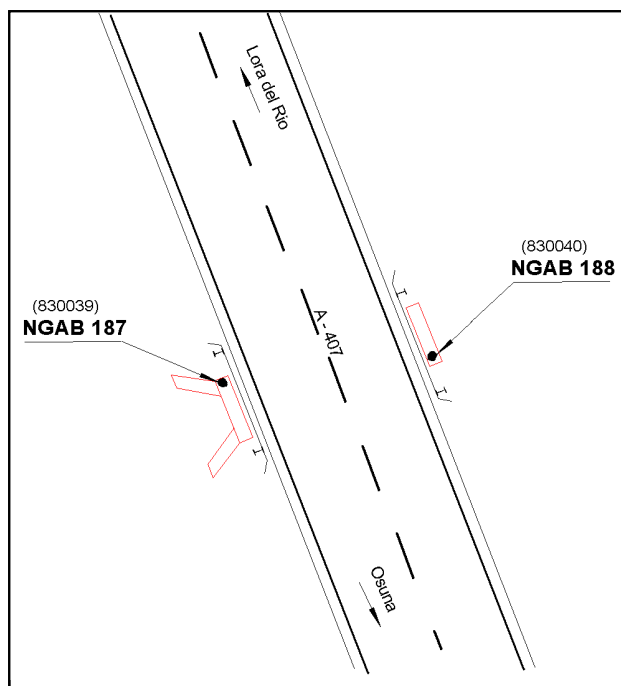 Lora del Rio
(830040)
NGAB 188
(830039)
NGAB 187
A - 407
Osuna